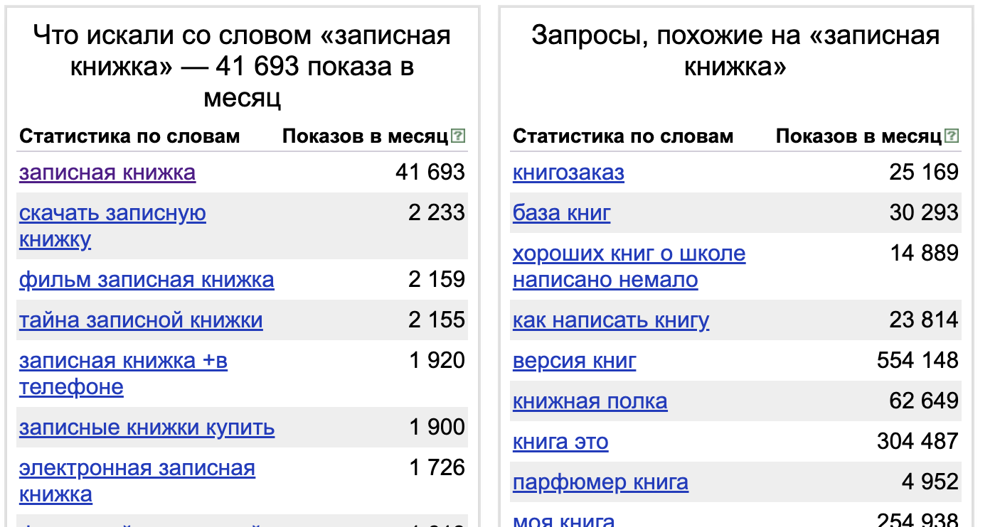 Что искали со словом «записная
книжка» — 41 693 показа в
месяц
Статистика по словам Показов в месяц
записная книжка 41 693
скачать записную 2 233
книжку
фильм записная книжка 2 159
тайна записной книжки 2 155
записная книжка +в 1 920
телефоне
записные книжки купить 1 900
электронная записная 1 726
книжка
Запросы, похожие на «записная
книжка»
Статистика по словам Показов в месяц
книгозаказ 25 169
база книг 30 293
хороших книг о школе 14 889
написано немало
как написать книгу 23 814
версия книг 554 148
книжная полка 62 649
книга это 304 487
парфюмер книга 4 952
моя книга 254 938